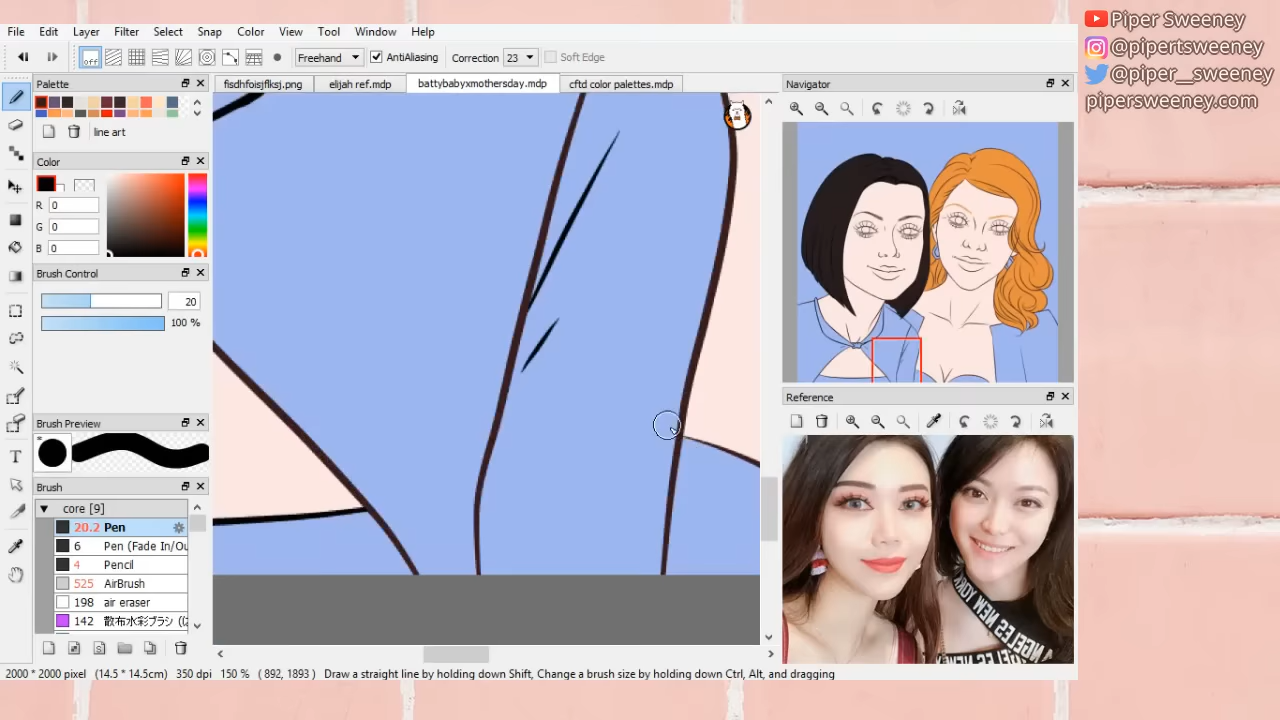 File Edit Layer Filter Select Snap Color View Tool Window Help
off Freehand AntiAliasing Correction 23 Soft Edge
Palette
fisdhfoisjflksj.png elijah ref.mdp battybabyxmothersday.mdp cftd color palettes.mdp
line art
Color
R 0
G 0
B 0
Brush Control
20
100 %
Brush Preview
Brush
core [9]
20.2 Pen
6 Pen (Fade In/Ou
4 Pencil
525 AirBrush
198 air eraser
142 散布水彩ブラシ (に
2000 * 2000 pixel (14.5 * 14.5cm) 350 dpi 150 % ( 892, 1893) Draw a straight line by holding down Shift, Change a brush size by holding down Ctrl, Alt, and dragging
Navigator
Reference
Piper Sweeney
@pipertsweeney
@piper__sweeney
pipersweeney.com